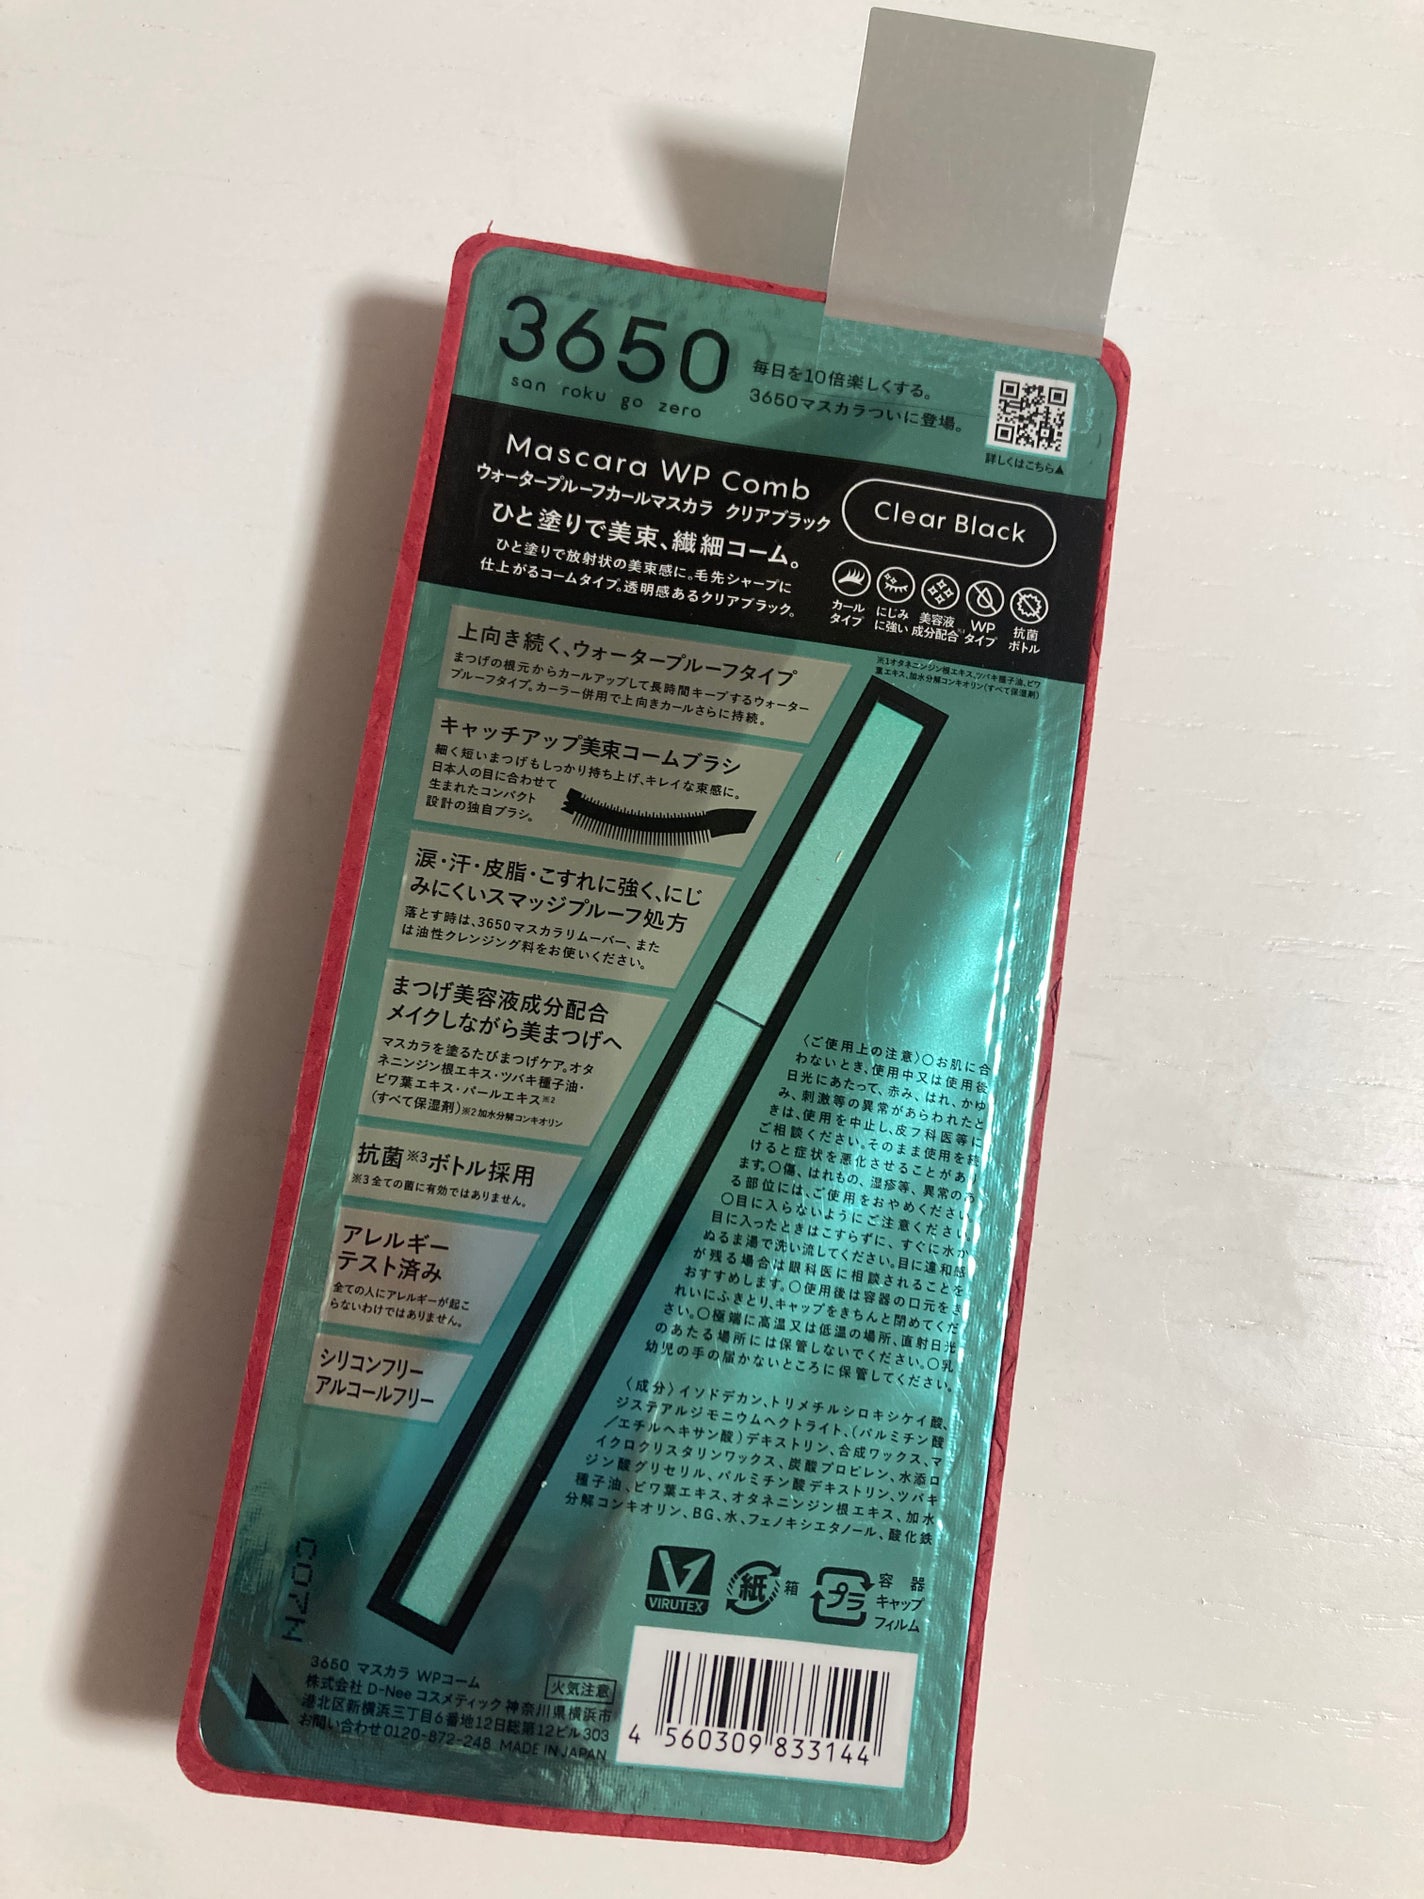 3650
san roku go zero
毎日を10倍楽しくする。
3650マスカラついに登場。
詳しくはこちら▲
Mascara WP Comb
ウォータープルーフカールマスカラ クリアブラック
Clear Black
ひと塗りで美束、繊細コーム。
ひと塗りで放射状の美束感に。毛先シャープに
仕上がるコームタイプ。透明感あるクリアブラック。
カール
タイプ
にじみ
に強い
美容液
成分配合※1
WP
タイプ
抗菌
ボトル
※1オタネニンジン根エキス、ツバキ種子油、ビワ
葉エキス、加水分解コンキオリン(すべて保湿剤)
上向き続く、ウォータープルーフタイプ
まつげの根元からカールアップして長時間キープするウォーター
プルーフタイプ。カーラー併用で上向きカールさらに持続。
キャッチアップ美束コームブラシ
細く短いまつげもしっかり持ち上げ、キレイな束感に。
日本人の目に合わせて
生まれたコンパクト
設計の独自ブラシ。
涙・汗・皮脂・こすれに強く、にじ
みにくいスマッジプルーフ処方
落とす時は、3650マスカラリムーバー、また
は油性クレンジング料をお使いください。
まつげ美容液成分配合
メイクしながら美まつげへ
マスカラを塗るたびまつげケア。オタ
ネニンジン根エキス・ツバキ種子油・
ビワ葉エキス・パールエキス※2
(すべて保湿剤)※2 加水分解コンキオリン
抗菌※3ボトル採用
※3 全ての菌に有効ではありません。
アレルギー
テスト済み
全ての人にアレルギーが起こ
らないわけではありません。
シリコンフリー
アルコールフリー
〈ご使用上の注意〉○お肌に合
わないとき、使用中又は使用後
日光にあたって、赤み、はれ、かゆ
み、刺激等の異常があらわれたと
きは、使用を中止し、皮フ科医等に
ご相談ください。そのまま使用を続
けると症状を悪化させることがあり
ます。○傷、はれもの、湿疹等、異常のあ
る部位には、ご使用をおやめください。
○目に入らないようにご注意ください。
目に入ったときはこすらずに、すぐに水か
ぬるま湯で洗い流してください。目に違和感
が残る場合は眼科医に相談されることを
おすすめします。○使用後は容器の口元をき
れいにふきとり、キャップをきちんと閉めてくだ
さい。○極端に高温又は低温の場所、直射日光
のあたる場所には保管しないでください。○乳
幼児の手の届かないところに保管してください。
〈成分〉イソドデカン、トリメチルシロキシケイ酸、
ジステアルジモニウムヘクトライト、(パルミチン酸
/エチルヘキサン酸)デキストリン、合成ワックス、マ
イクロクリスタリンワックス、炭酸プロピレン、水添ロ
ジン酸グリセリル、パルミチン酸デキストリン、ツバキ
種子油、ビワ葉エキス、オタネニンジン根エキス、加水
分解コンキオリン、BG、水、フェノキシエタノール、酸化鉄
VIRUTEX
紙
箱
プラ
容器
キャップ
フィルム
3650 マスカラ WPコーム
株式会社 D-Nee コスメティック 神奈川県横浜市
港北区新横浜三丁目6番地12日総第12ビル303
お問い合わせ 0120-872-248 MADE IN JAPAN
火気注意
4 560309 833144